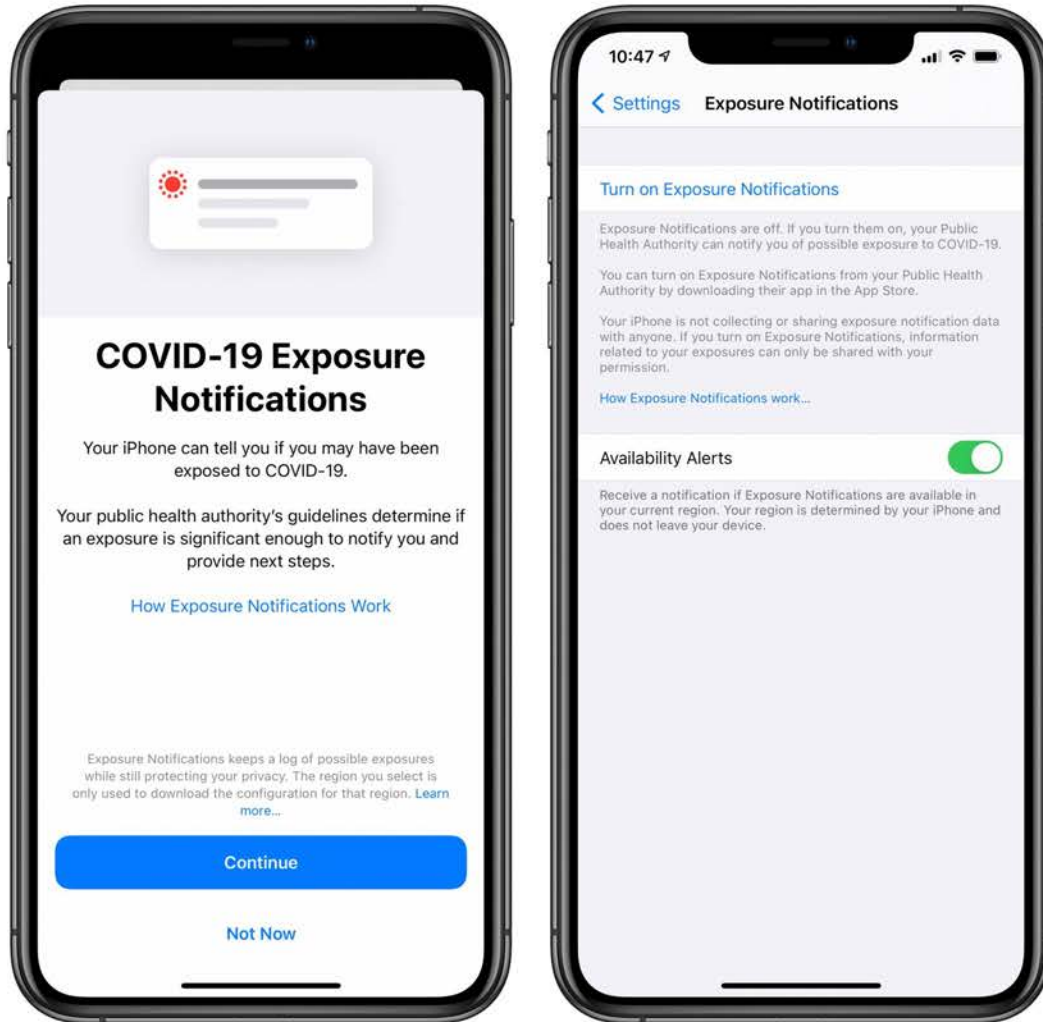 COVID-19 Exposure
Notifications
Your iPhone can tell you if you may have been
exposed to COVID-19.
Your public health authority's guidelines determine if
an exposure is significant enough to notify you and
provide next steps.
How Exposure Notifications Work
Exposure Notifications keeps a log of possible exposures
while still protecting your privacy. The region you select is
only used to download the configuration for that region. Learn
more...
Continue
Not Now
10:47
Settings Exposure Notifications
Turn on Exposure Notifications
Exposure Notifications are off. If you turn them on, your Public
Health Authority can notify you of possible exposure to COVID-19.
You can turn on Exposure Notifications from your Public Health
Authority by downloading their app in the App Store.
Your iPhone is not collecting or sharing exposure notification data
with anyone. If you turn on Exposure Notifications, information
related to your exposures can only be shared with your
permission.
How Exposure Notifications work...
Availability Alerts
Receive a notification if Exposure Notifications are available in
your current region. Your region is determined by your iPhone and
does not leave your device.